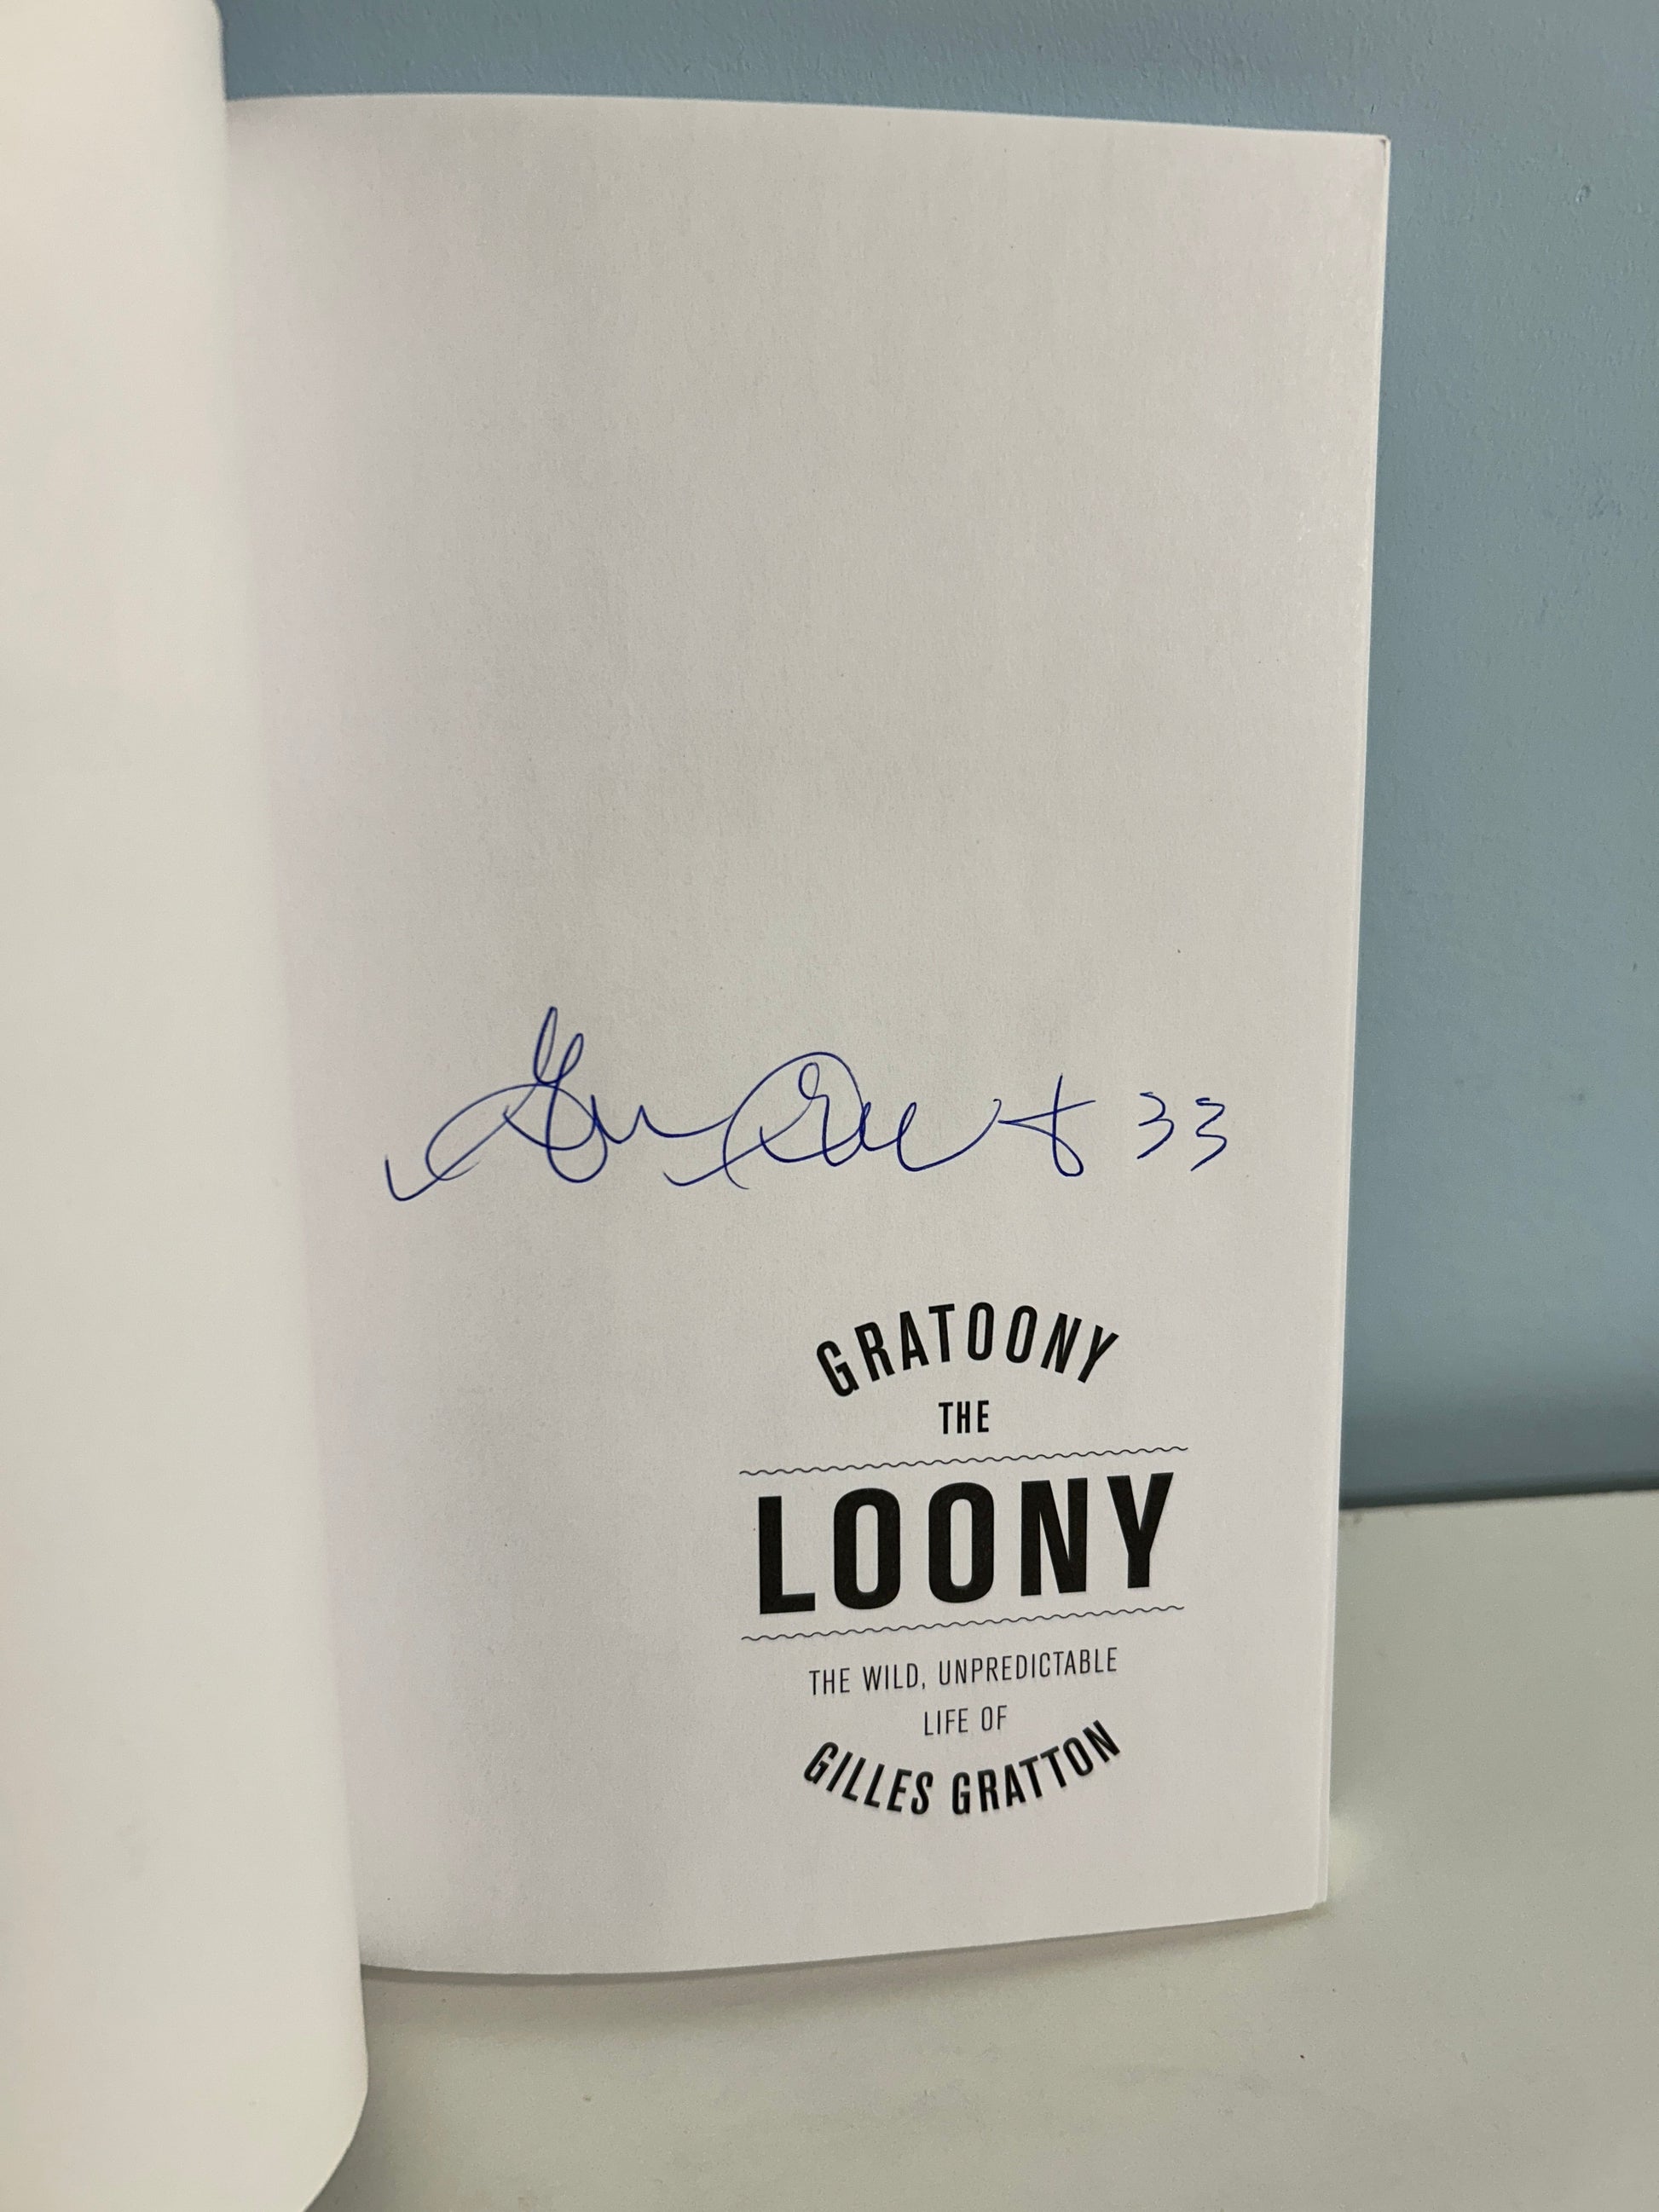 33
GRATOONY
THE
LOONY
THE WILD, UNPREDICTABLE
LIFE OF
GILLES GRATTON